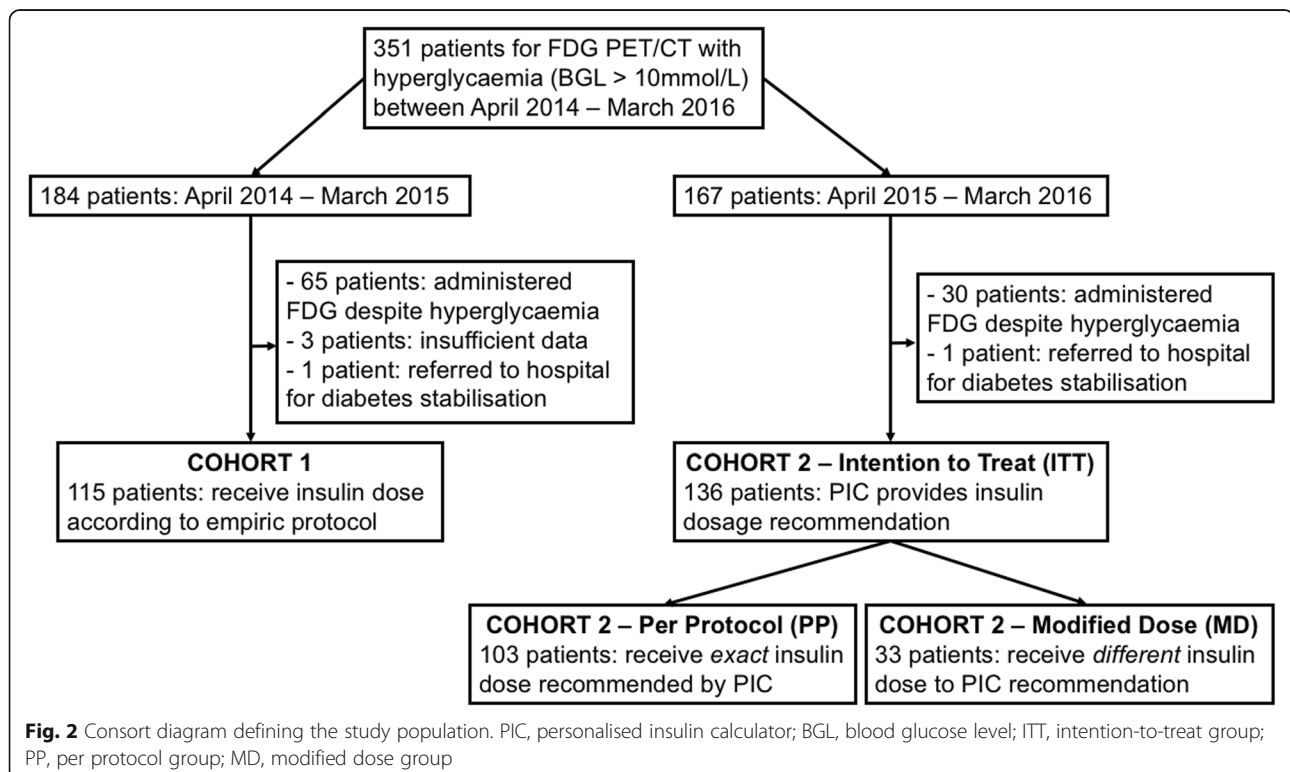 351 patients for FDG PET/CT with
hyperglycaemia (BGL > 10mmol/L)
between April 2014 – March 2016
184 patients: April 2014 – March 2015
167 patients: April 2015 – March 2016
- 65 patients: administered
FDG despite hyperglycaemia
- 3 patients: insufficient data
- 1 patient: referred to hospital
for diabetes stabilisation
- 30 patients: administered
FDG despite hyperglycaemia
- 1 patient: referred to hospital
for diabetes stabilisation
COHORT 1
115 patients: receive insulin dose
according to empiric protocol
COHORT 2 – Intention to Treat (ITT)
136 patients: PIC provides insulin
dosage recommendation
COHORT 2 – Per Protocol (PP)
103 patients: receive exact insulin
dose recommended by PIC
COHORT 2 – Modified Dose (MD)
33 patients: receive different insulin
dose to PIC recommendation
Fig. 2 Consort diagram defining the study population. PIC, personalised insulin calculator; BGL, blood glucose level; ITT, intention-to-treat group;
PP, per protocol group; MD, modified dose group